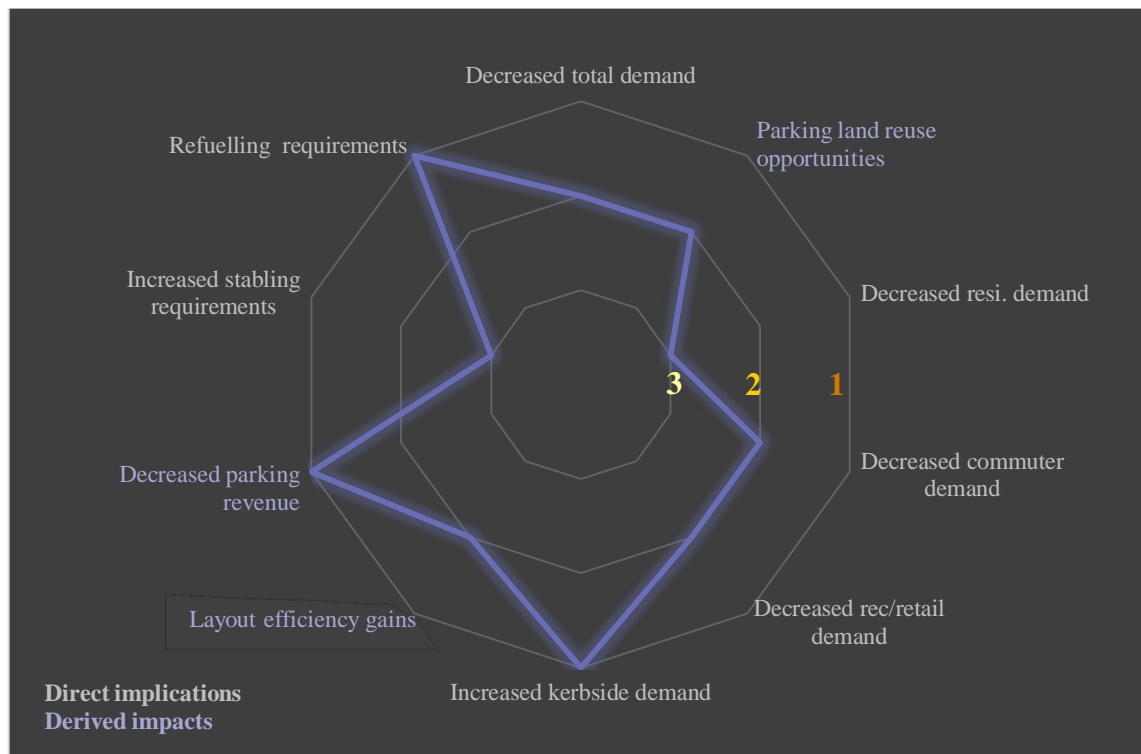 Decreased total demand
Parking land reuse
opportunities
Refuelling requirements
Increased stabling
requirements
Decreased resi. demand
3 2 1
Decreased commuter
demand
Decreased parking
revenue
Layout efficiency gains
Decreased rec/retail
demand
Increased kerbside demand
Direct implications
Derived impacts